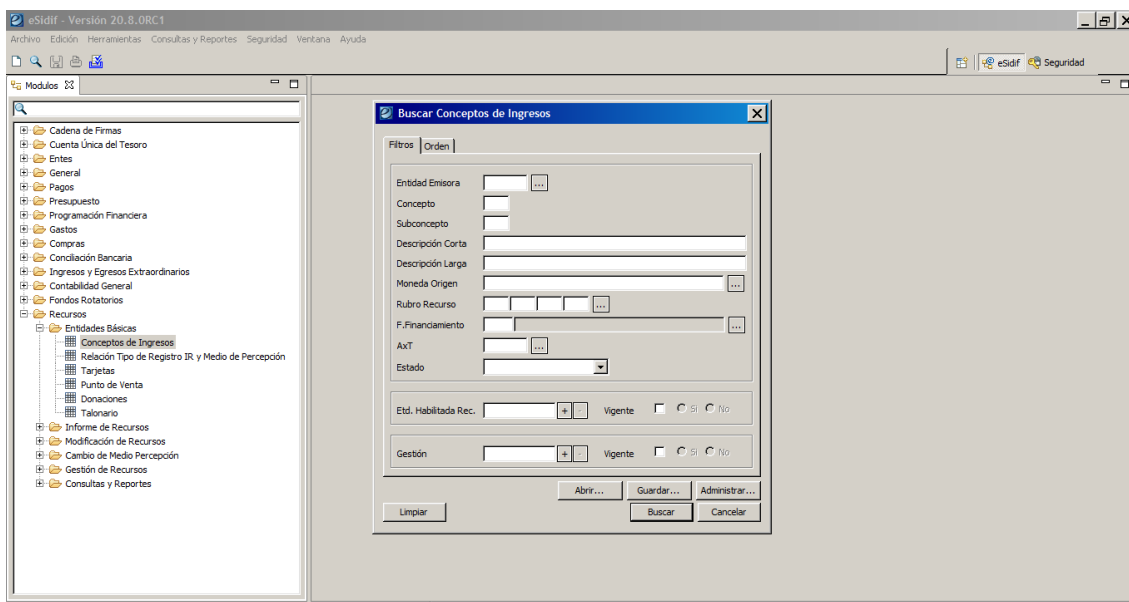 eSidif - Versión 20.8.0RC1
Archivo Edición Herramientas Consultas y Reportes Seguridad Ventana Ayuda
eSidif Seguridad
Modulos
Cadena de Firmas
Cuenta Única del Tesoro
Entes
General
Pagos
Presupuesto
Programación Financiera
Gastos
Compras
Conciliación Bancaria
Ingresos y Egresos Extraordinarios
Contabilidad General
Fondos Rotatorios
Recursos
Entidades Básicas
Conceptos de Ingresos
Relación Tipo de Registro IR y Medio de Percepción
Tarjetas
Punto de Venta
Donaciones
Talonario
Informe de Recursos
Modificación de Recursos
Cambio de Medio Percepción
Gestión de Recursos
Consultas y Reportes
Buscar Conceptos de Ingresos
Filtros Orden
Entidad Emisora ...
Concepto
Subconcepto
Descripción Corta
Descripción Larga
Moneda Origen ...
Rubro Recurso ...
F.Financiamiento ...
AxT ...
Estado
Etd. Habilitada Rec. + - Vigente Si No
Gestión + - Vigente Si No
Abrir... Guardar... Administrar...
Limpiar Buscar Cancelar